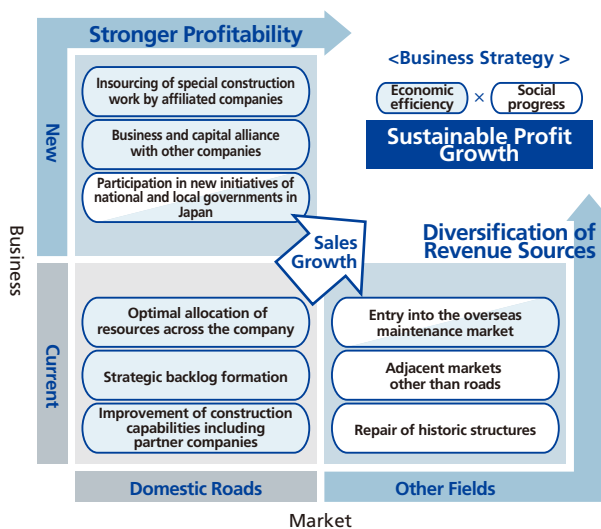 Stronger Profitability
<Business Strategy >
Economic
efficiency
×
Social
progress
Sustainable Profit
Growth
Business
New
Insourcing of special construction
work by affiliated companies
Business and capital alliance
with other companies
Participation in new initiatives of
national and local governments in
Japan
Sales
Growth
Diversification of
Revenue Sources
Current
Optimal allocation of
resources across the company
Strategic backlog formation
Improvement of construction
capabilities including
partner companies
Entry into the overseas
maintenance market
Adjacent markets
other than roads
Repair of historic structures
Domestic Roads
Other Fields
Market